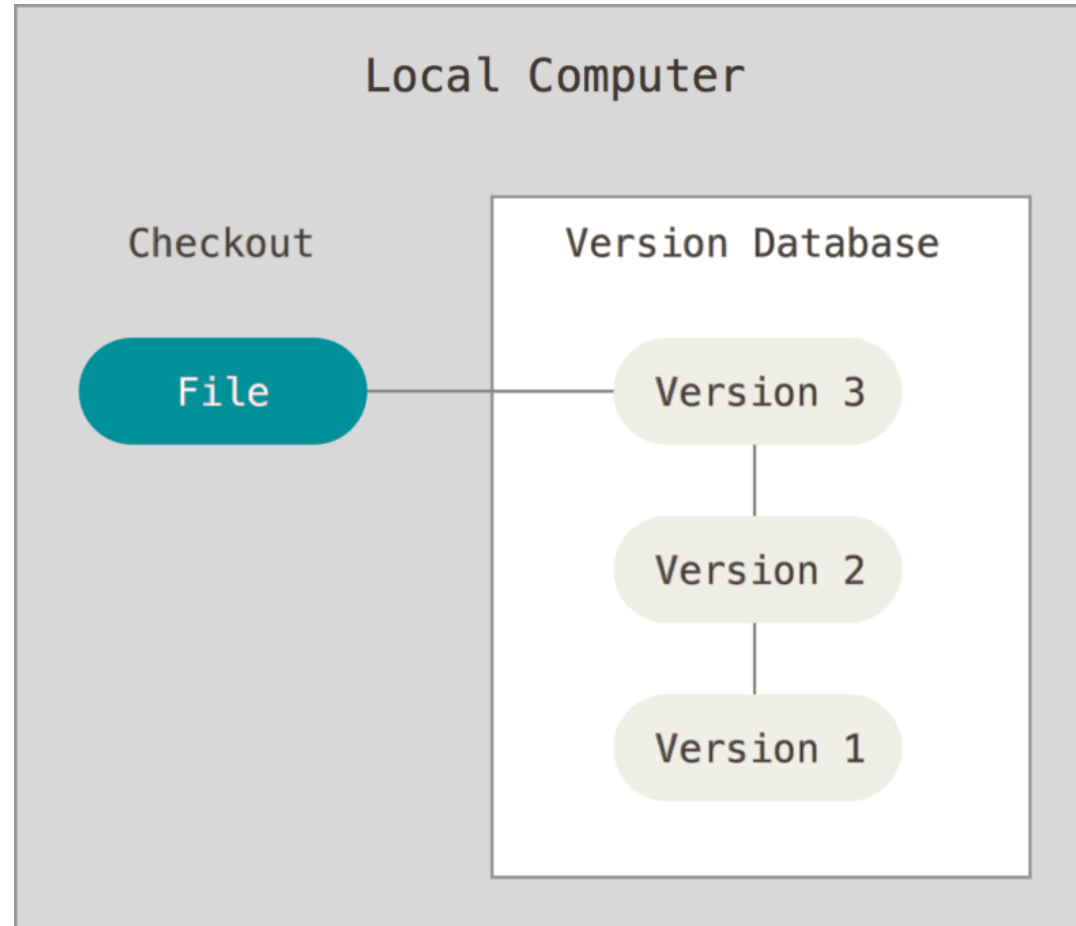 Local Computer
Checkout
Version Database
File
Version 3
Version 2
Version 1